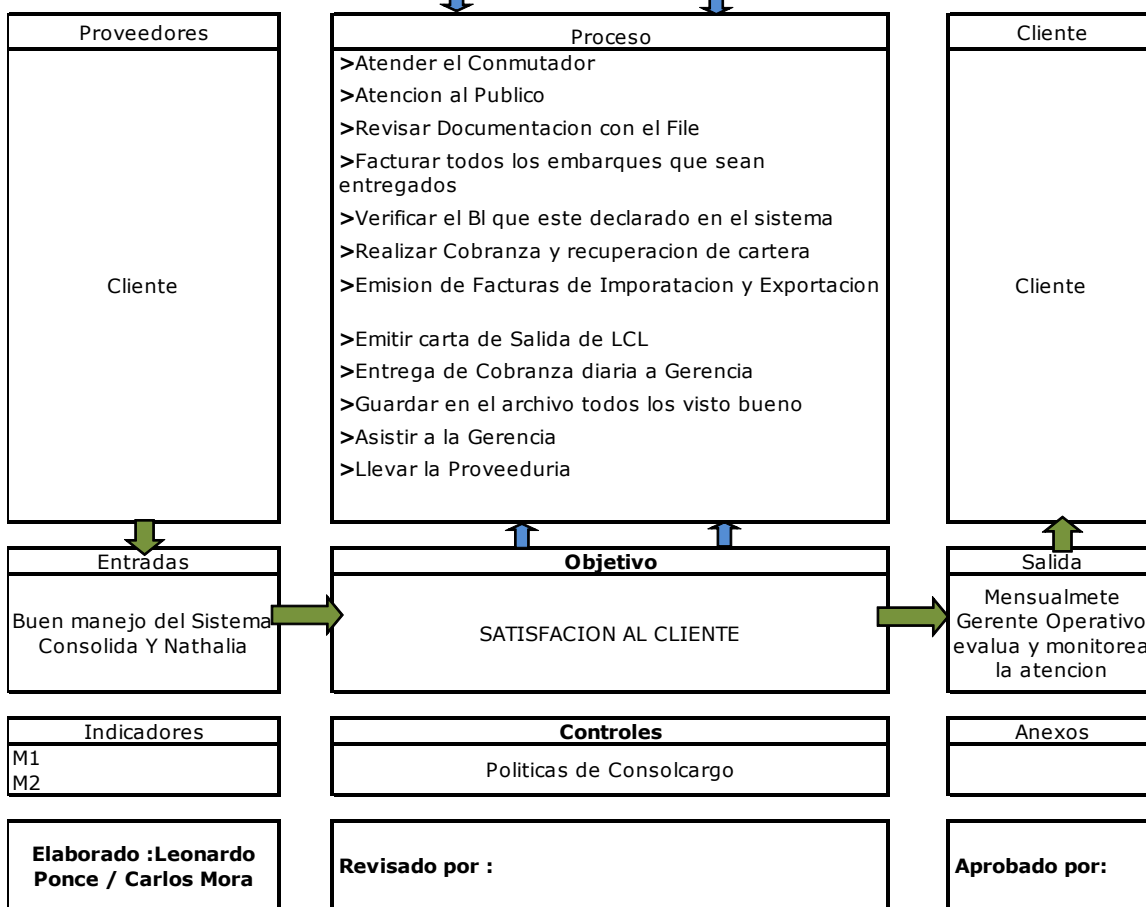 Proveedores
Cliente
Proceso
>Atender el Conmutador
>Atencion al Publico
>Revisar Documentacion con el File
>Facturar todos los embarques que sean
entregados
>Verificar el Bl que este declarado en el sistema
>Realizar Cobranza y recuperacion de cartera
>Emision de Facturas de Imporatacion y Exportacion
>Emitir carta de Salida de LCL
>Entrega de Cobranza diaria a Gerencia
>Guardar en el archivo todos los visto bueno
>Asistir a la Gerencia
>Llevar la Proveeduria
Cliente
Cliente
Entradas
Buen manejo del Sistema
Consolida Y Nathalia
Objetivo
SATISFACION AL CLIENTE
Salida
Mensualmete
Gerente Operativo
evalua y monitorea
la atencion
Indicadores
M1
M2
Controles
Politicas de Consolcargo
Anexos
Elaborado :Leonardo
Ponce / Carlos Mora
Revisado por :
Aprobado por: